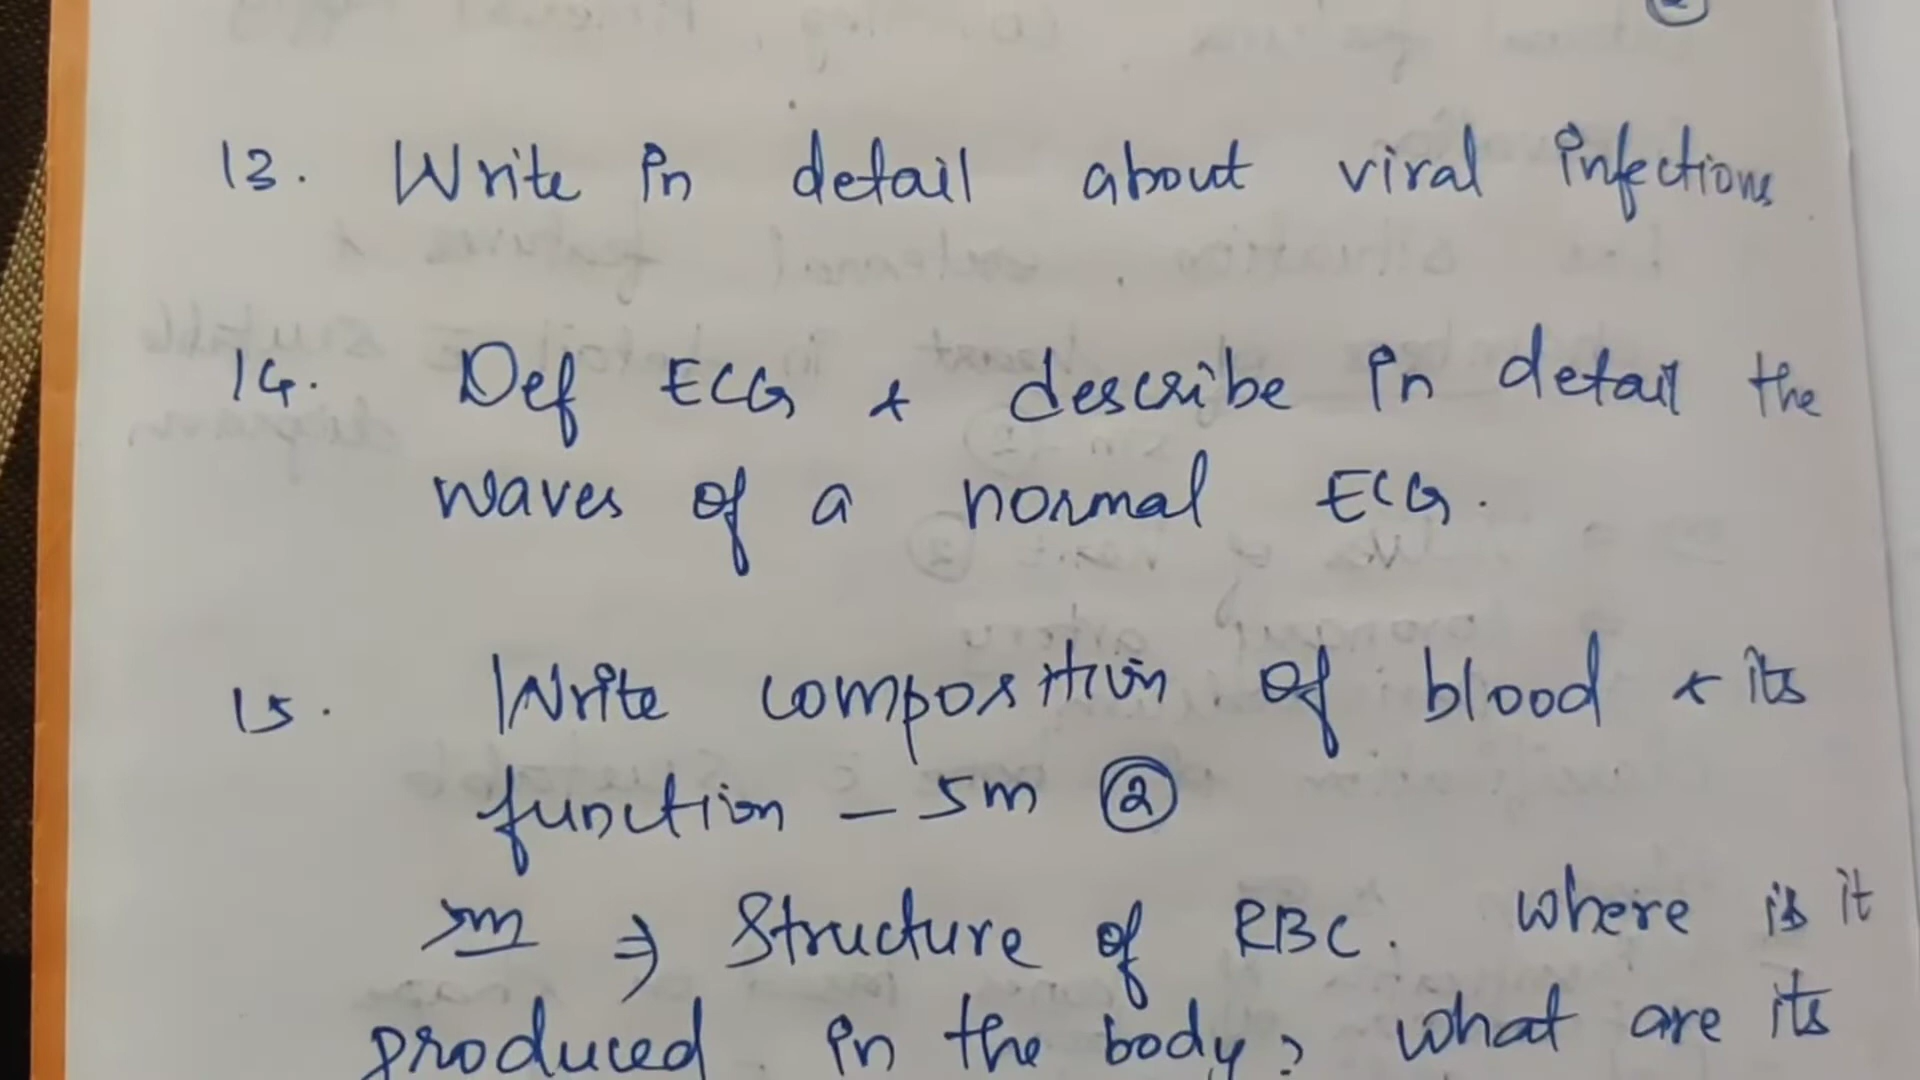 13. Write in detail about viral infections
14. Def ECG & describe in detail the
waves of a normal ECG.
15. Write composition of blood & its
function - 5m ②
5m ⇒ Structure of RBC. where is it
produced in the body? what are its